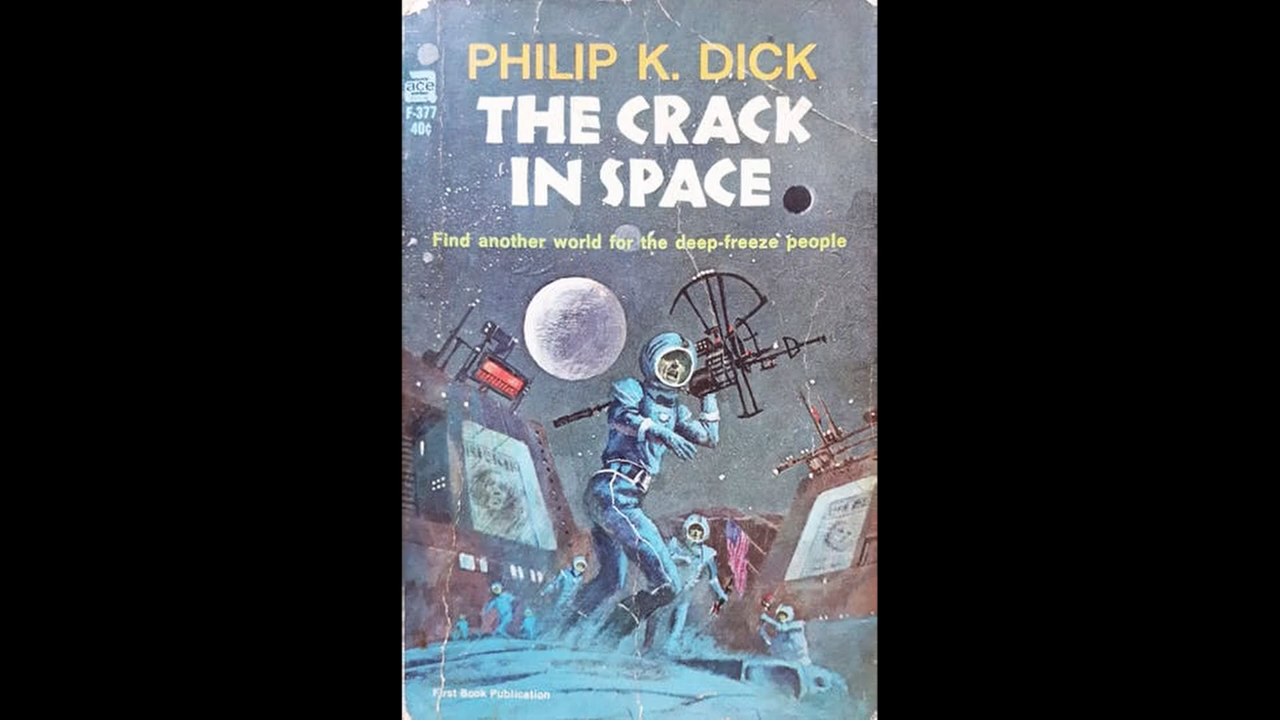 PHILIP K. DICK
ace
F-377
40¢
THE CRACK
IN SPACE
Find another world for the deep-freeze people
First Book Publication